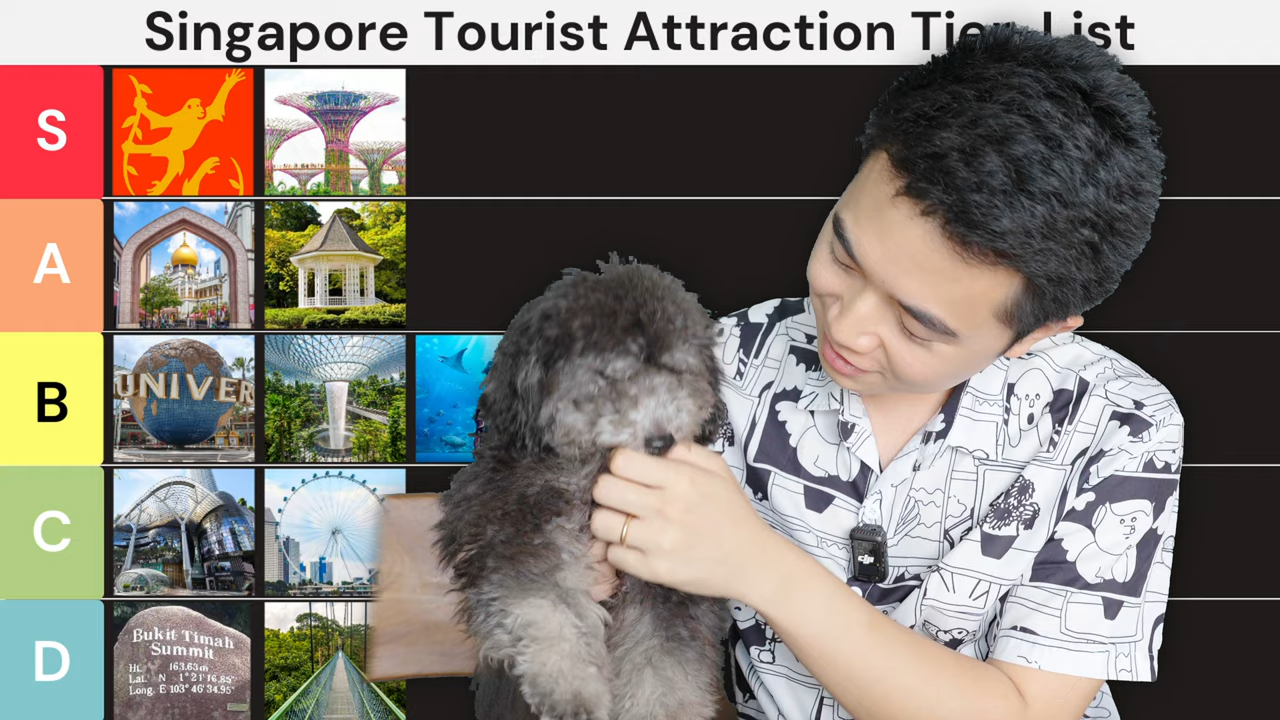 Singapore Tourist Attraction Tier List
S
A
B
UNIVER
C
D
Bukit Timah
Summit
Ht. 163.63m
Lat. N 1°21'16.85"
Long. E 103°46'34.95"
dji